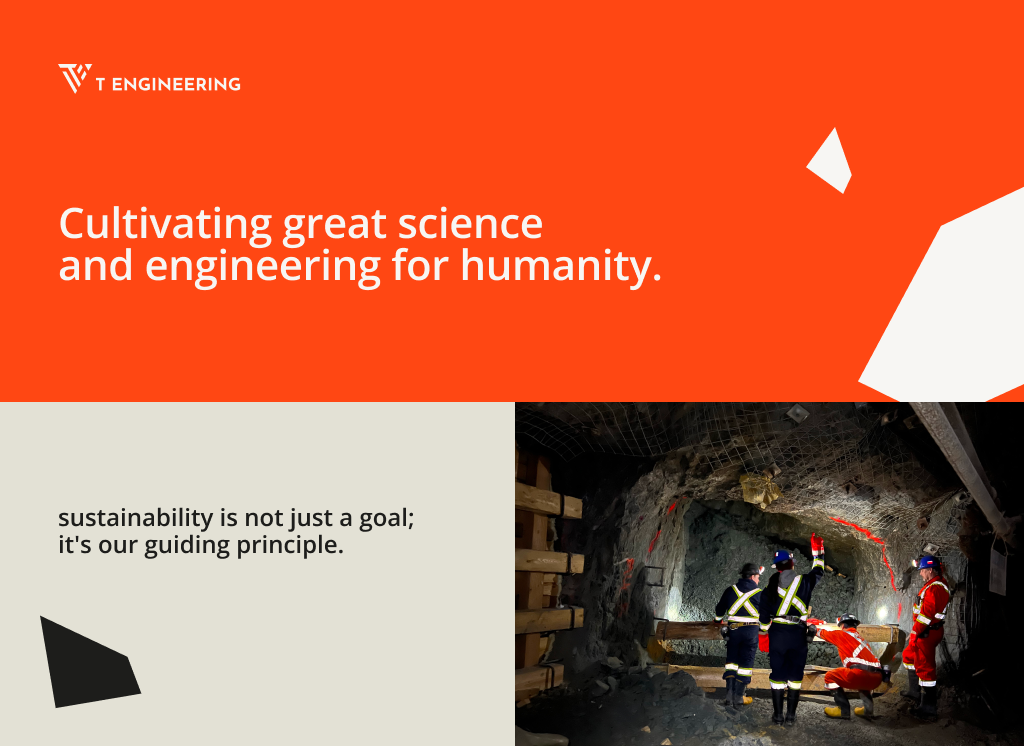 T ENGINEERING
Cultivating great science
and engineering for humanity.
sustainability is not just a goal;
it's our guiding principle.